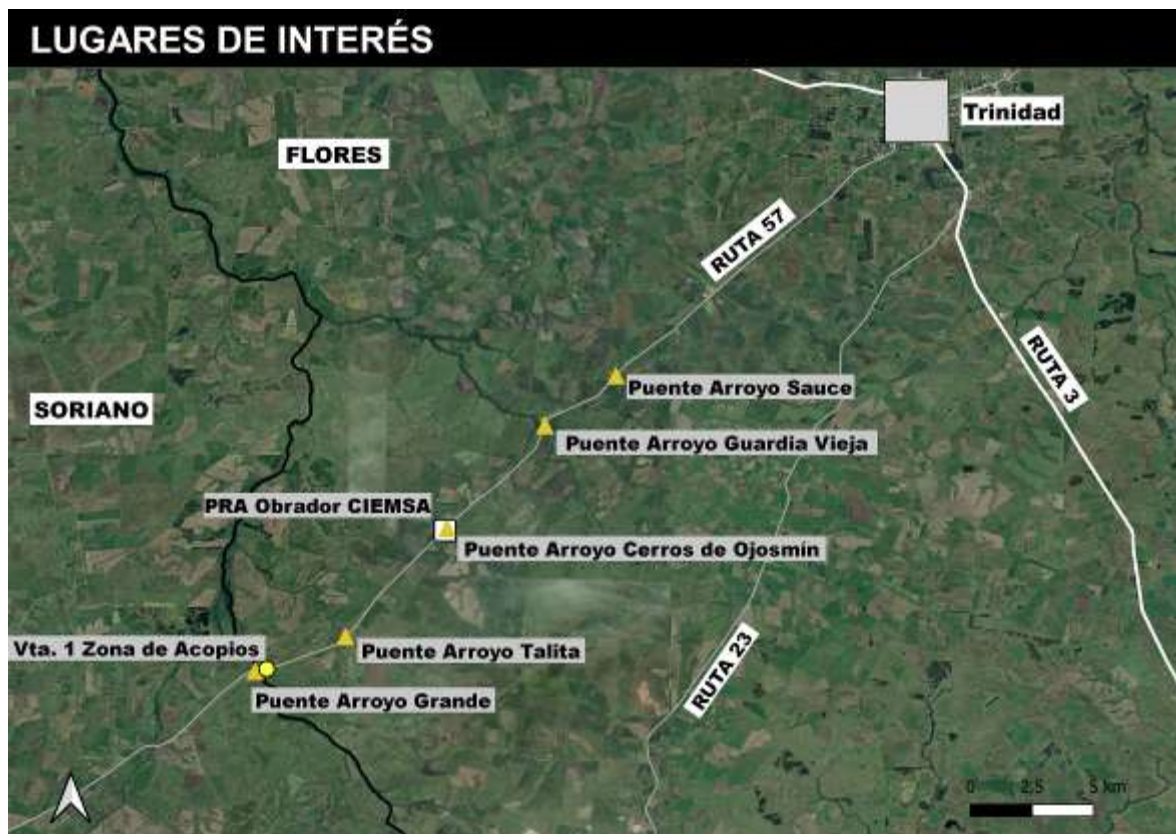 LUGARES DE INTERÉS
Trinidad
FLORES
RUTA 57
RUTA 3
Puente Arroyo Sauce
SORIANO
Puente Arroyo Guardia Vieja
PRA Obrador CIEMSA
Puente Arroyo Cerros de Ojosmín
Vta. 1 Zona de Acopios
Puente Arroyo Talita
RUTA 23
Puente Arroyo Grande
0 2.5 5 km